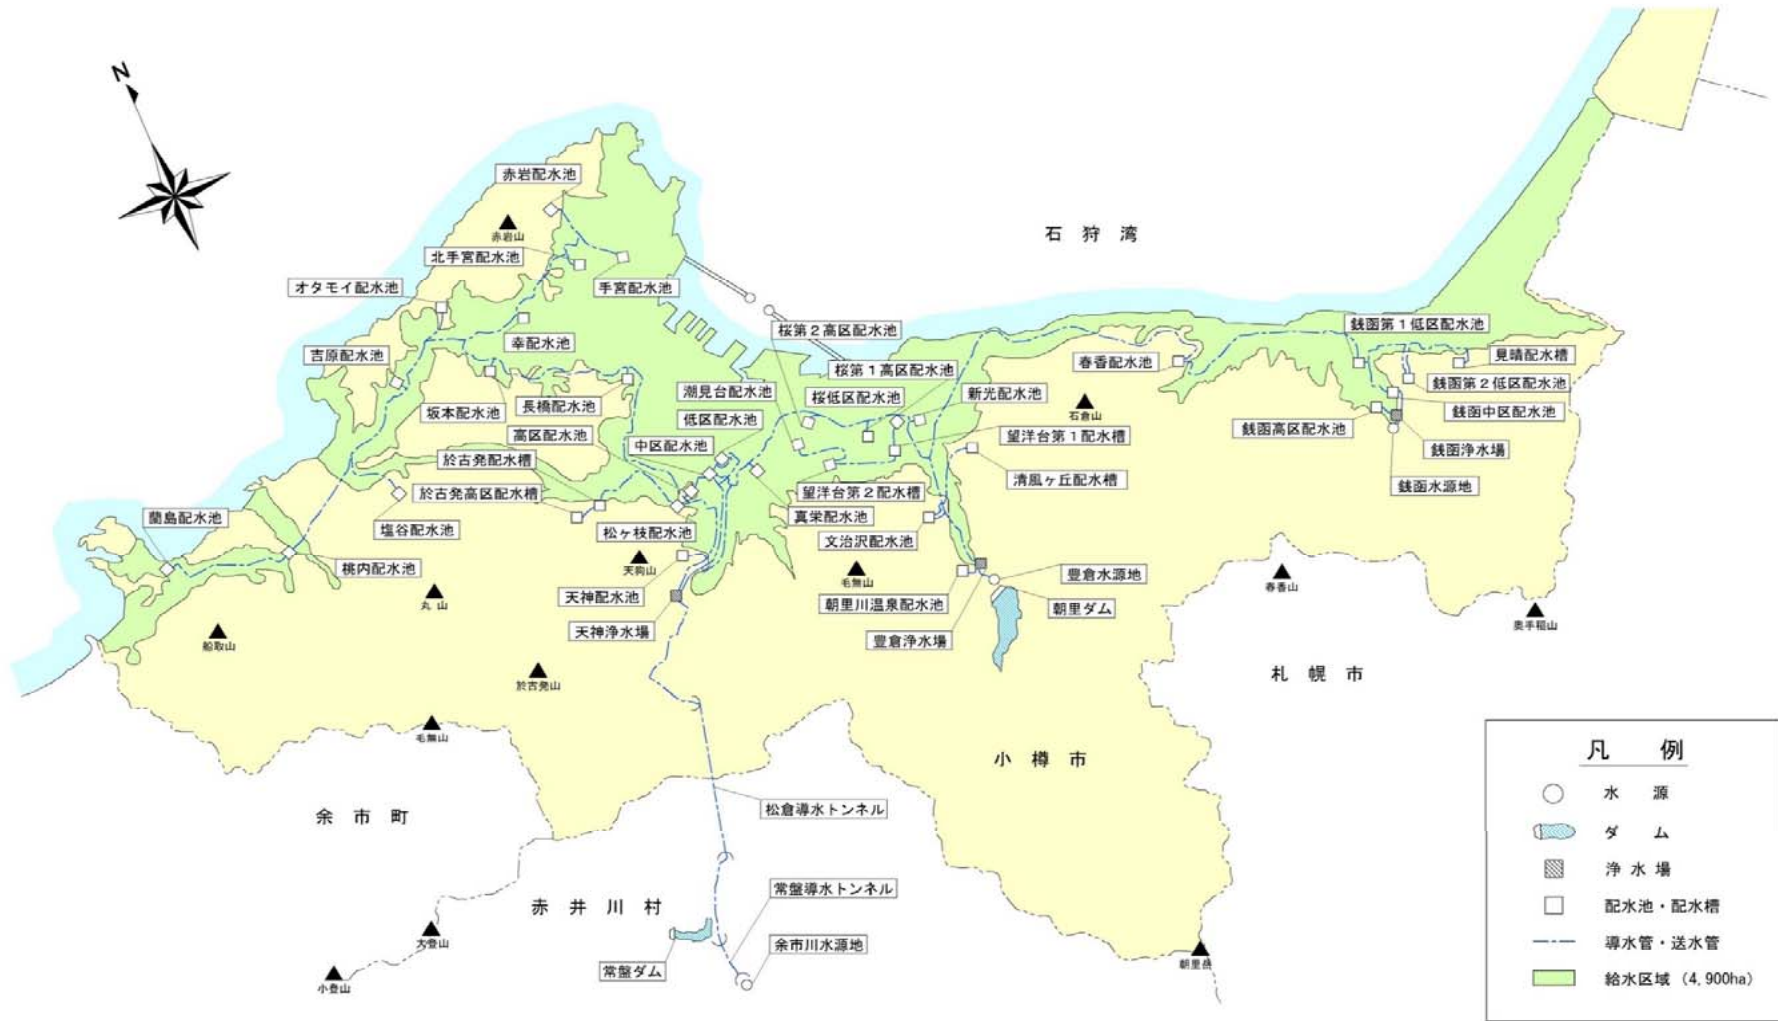 N
赤岩配水池
赤岩山
石狩湾
北手宮配水池
オタモイ配水池
手宮配水池
桜第2高区配水池
銭函第1低区配水池
幸配水池
吉原配水池
春香配水池
見晴配水槽
桜第1高区配水池
潮見台配水池
桜低区配水池
新光配水池
銭函第2低区配水池
坂本配水池
長橋配水池
石倉山
低区配水池
銭函中区配水池
高区配水池
中区配水池
望洋台第1配水槽
銭函高区配水池
銭函浄水場
於古発配水槽
清風ヶ丘配水槽
銭函水源地
於古発高区配水槽
望洋台第2配水槽
蘭島配水池
真栄配水池
塩谷配水池
松ヶ枝配水池
文治沢配水池
桃内配水池
天狗山
毛無山
豊倉水源地
春香山
丸山
天神配水池
朝里川温泉配水池
朝里ダム
奥手稲山
天神浄水場
豊倉浄水場
船取山
札幌市
於古発山
毛無山
小樽市
凡例
水源
松倉導水トンネル
余市町
ダム
浄水場
常盤導水トンネル
赤井川村
配水池・配水槽
大登山
余市川水源地
導水管・送水管
常盤ダム
朝里岳
小登山
給水区域 (4,900ha)